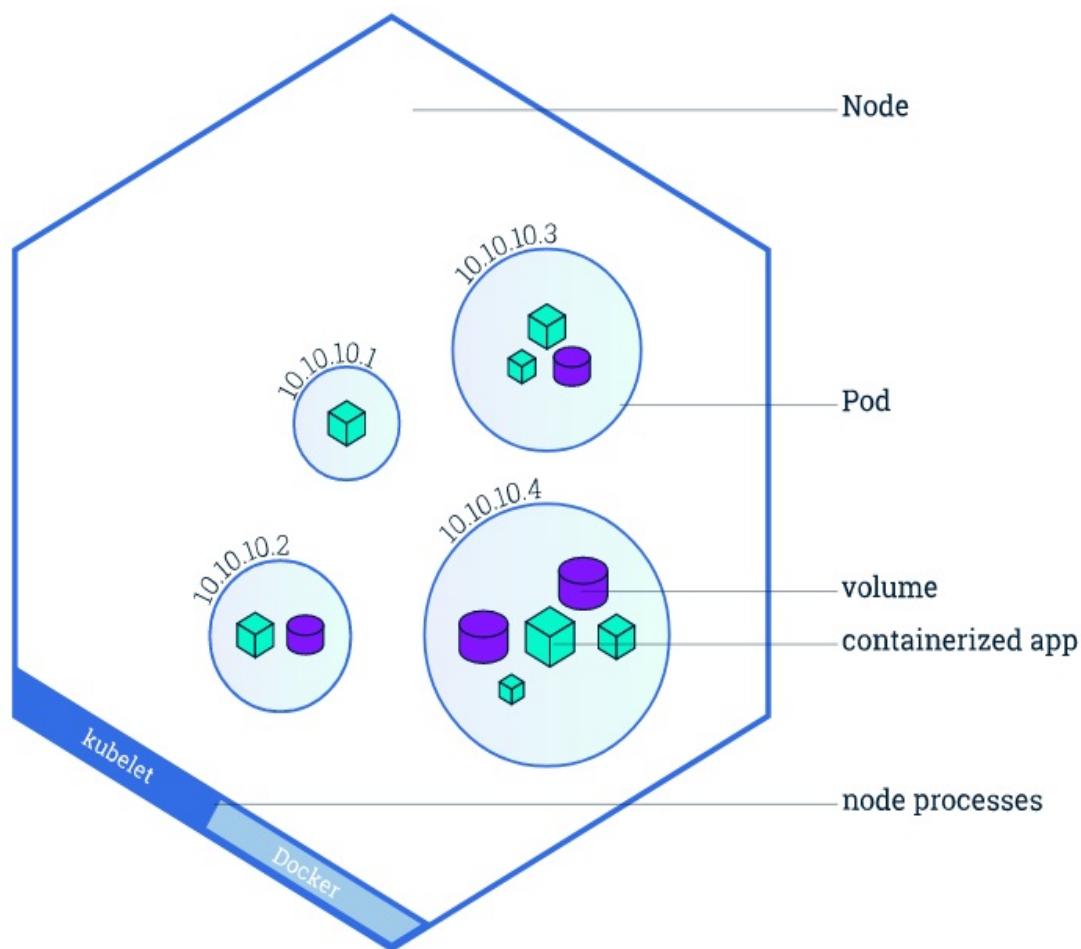 Node
10.10.10.3
10.10.10.1
Pod
10.10.10.4
10.10.10.2
volume
containerized app
kubelet
node processes
Docker